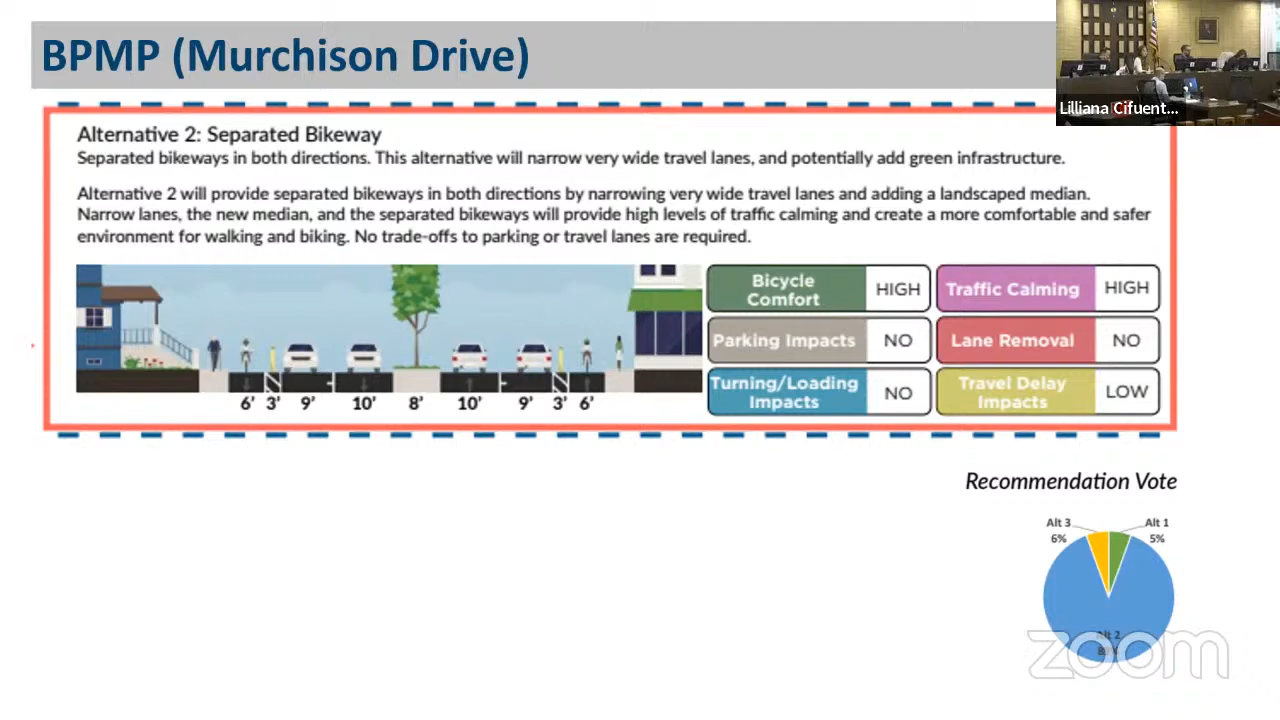 BPMP (Murchison Drive)
Lilliana Cifuent...
Alternative 2: Separated Bikeway
Separated bikeways in both directions. This alternative will narrow very wide travel lanes, and potentially add green infrastructure.
Alternative 2 will provide separated bikeways in both directions by narrowing very wide travel lanes and adding a landscaped median.
Narrow lanes, the new median, and the separated bikeways will provide high levels of traffic calming and create a more comfortable and safer
environment for walking and biking. No trade-offs to parking or travel lanes are required.
Bicycle
Comfort
HIGH
Traffic Calming
HIGH
Parking Impacts
NO
Lane Removal
NO
Turning/Loading
Impacts
NO
Travel Delay
Impacts
LOW
6' 3' 9' 10' 8' 10' 9' 3' 6'
Recommendation Vote
Alt 3
6%
Alt 1
5%
Alt 2
zoom